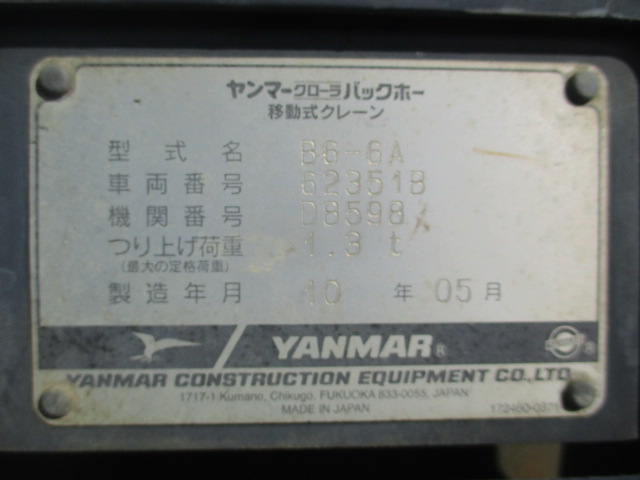 ヤンマークローラバックホー
移動式クレーン
型式名 B6-6A
車両番号 62351B
機関番号 D8598
つり上げ荷重 1.3 t
(最大の定格荷重)
製造年月 10 年 05 月
YANMAR
YANMAR CONSTRUCTION EQUIPMENT CO.,LTD.
1717-1 Kumano, Chikugo, FUKUOKA 833-0055, JAPAN
MADE IN JAPAN